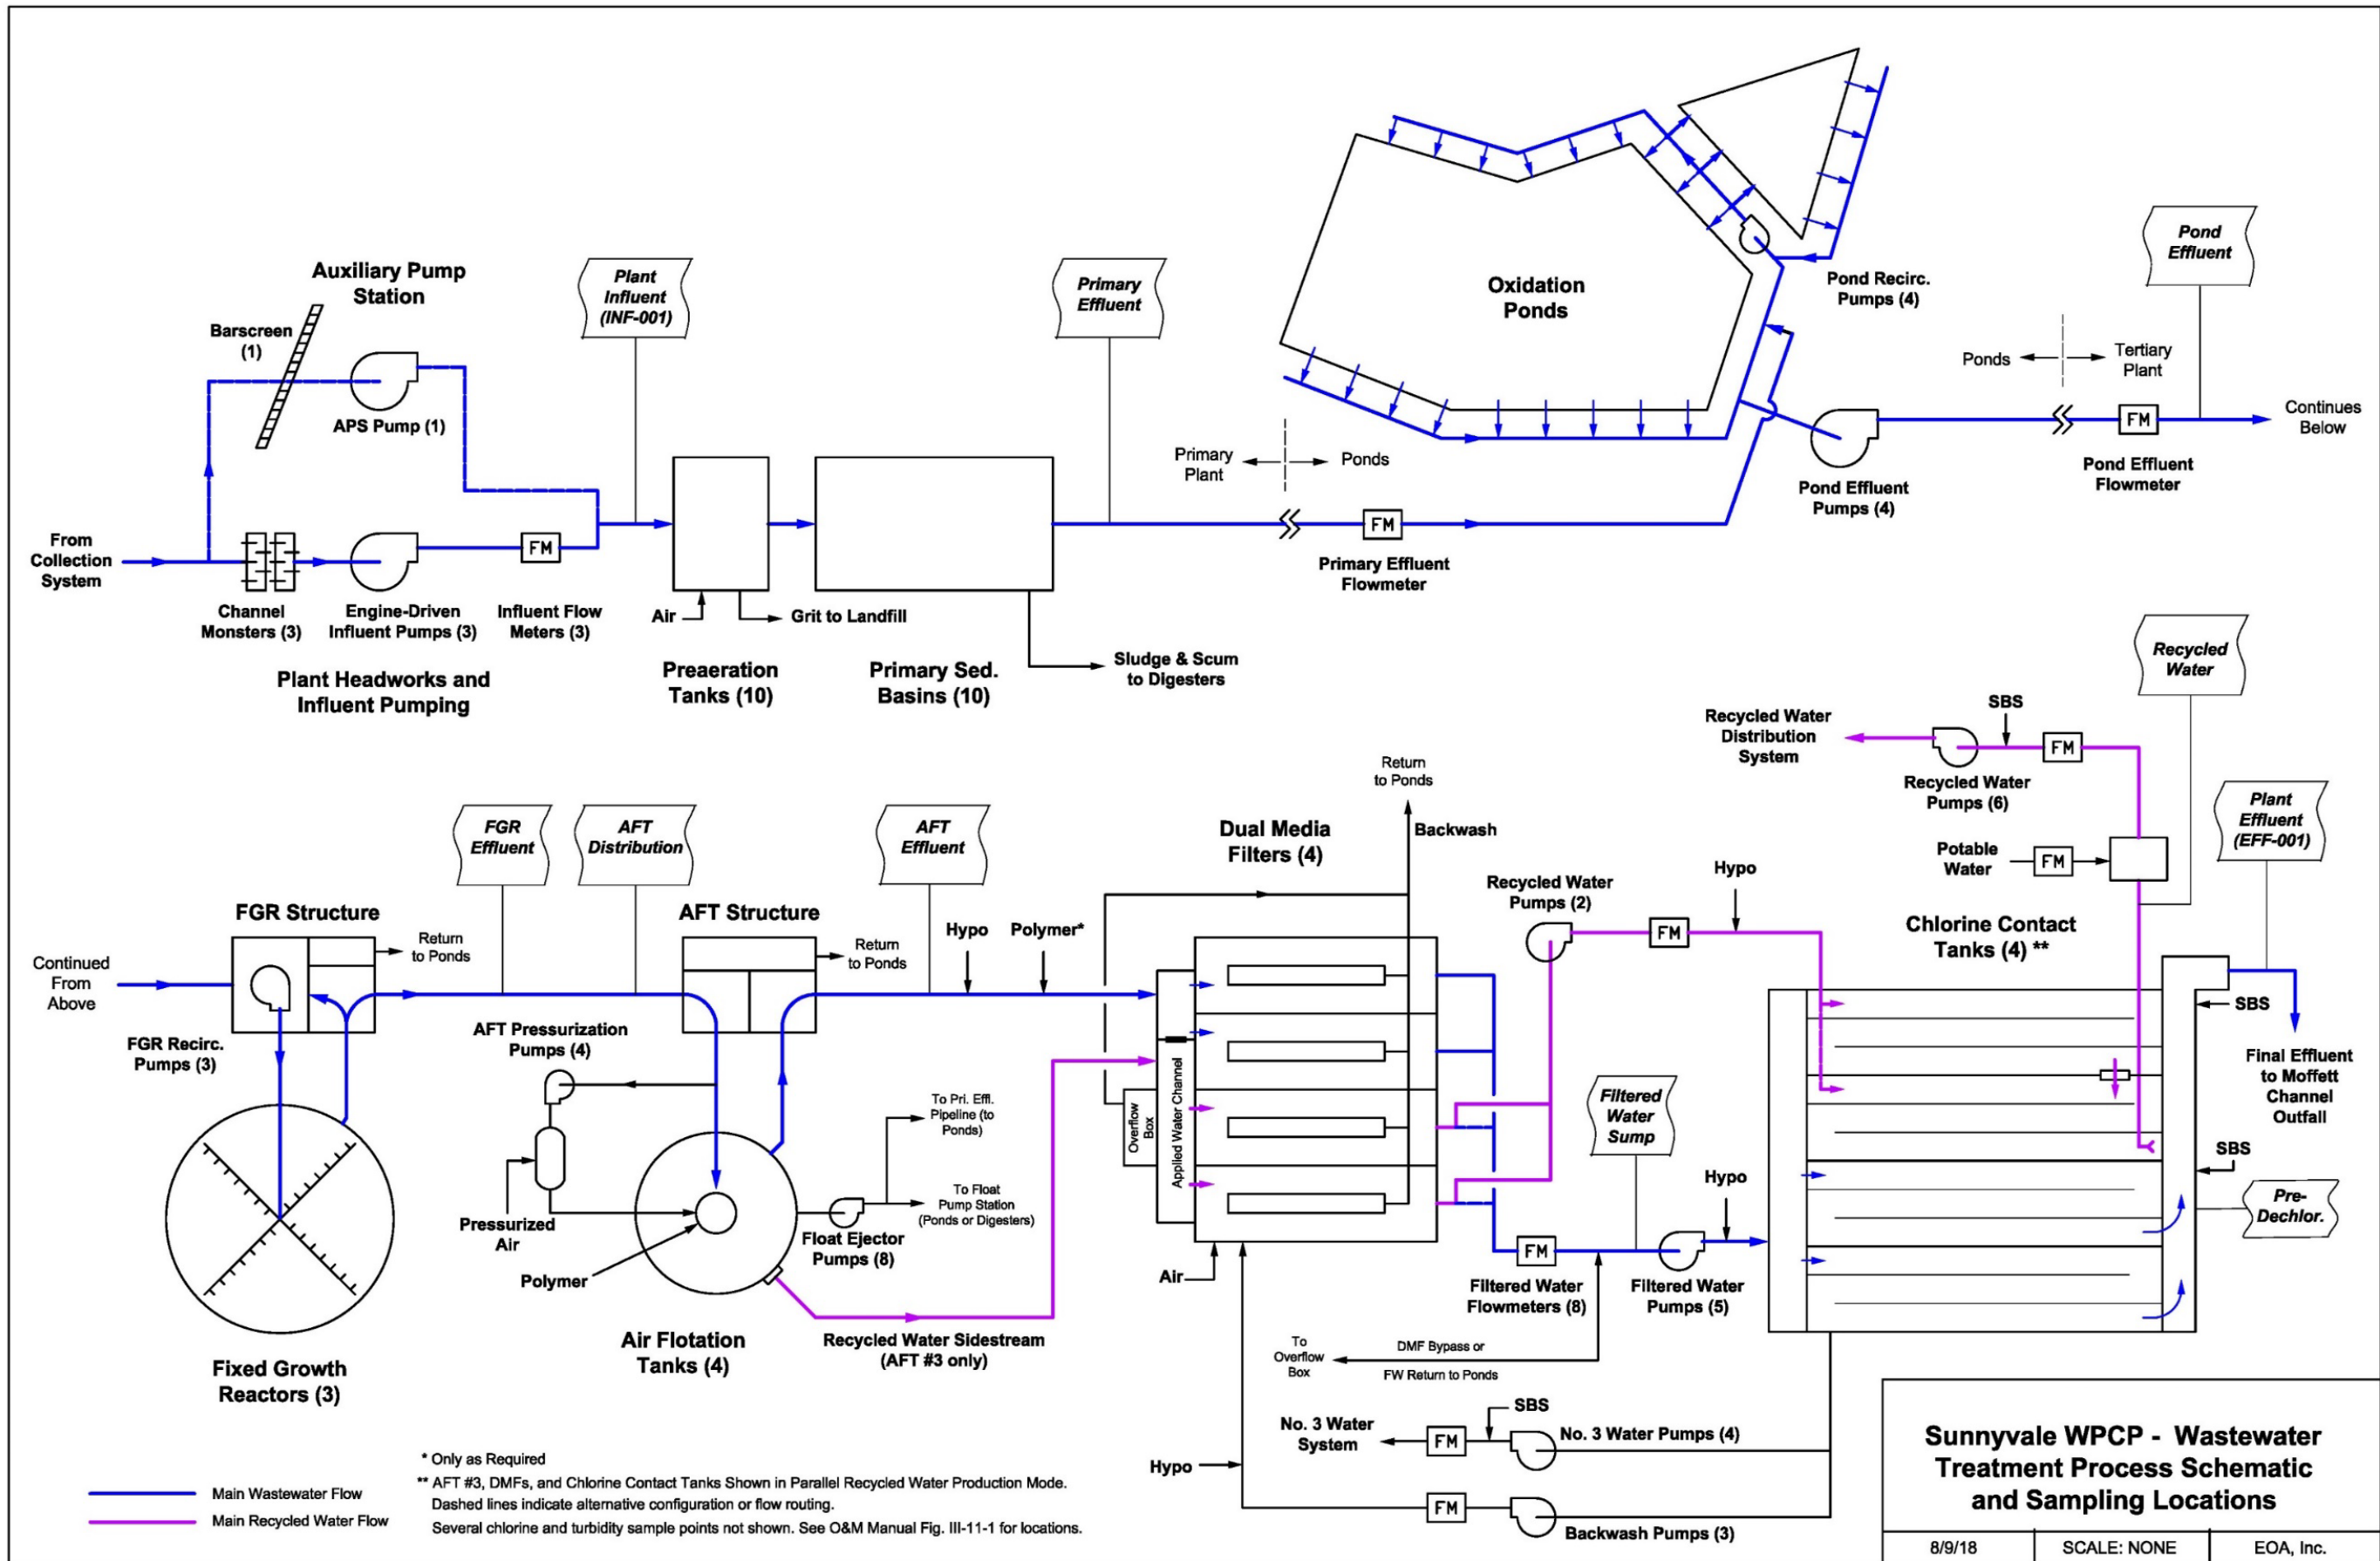 Auxiliary Pump
Station
Barscreen
(1)
APS Pump (1)
Plant
Influent
(INF-001)
Primary
Effluent
Oxidation
Ponds
Pond Recirc.
Pumps (4)
Pond
Effluent
Ponds
Tertiary
Plant
Continues
Below
FM
Pond Effluent
Flowmeter
Pond Effluent
Pumps (4)
Primary
Plant
Ponds
FM
Primary Effluent
Flowmeter
From
Collection
System
FM
Channel
Monsters (3)
Engine-Driven
Influent Pumps (3)
Influent Flow
Meters (3)
Plant Headworks and
Influent Pumping
Air
Grit to Landfill
Preaeration
Tanks (10)
Primary Sed.
Basins (10)
Sludge & Scum
to Digesters
Recycled
Water
SBS
Recycled Water
Distribution
System
FM
Recycled Water
Pumps (6)
Potable
Water
FM
Plant
Effluent
(EFF-001)
Chlorine Contact
Tanks (4) **
SBS
Final Effluent
to Moffett
Channel
Outfall
SBS
Pre-
Dechlor.
Continued
From
Above
FGR Structure
Return
to Ponds
FGR Recirc.
Pumps (3)
Fixed Growth
Reactors (3)
FGR
Effluent
AFT
Distribution
AFT Structure
Return
to Ponds
AFT
Effluent
Hypo
Polymer*
AFT Pressurization
Pumps (4)
Pressurized
Air
Polymer
Air Flotation
Tanks (4)
To Pri. Effl.
Pipeline (to
Ponds)
To Float
Pump Station
(Ponds or Digesters)
Float Ejector
Pumps (8)
Recycled Water Sidestream
(AFT #3 only)
Return
to Ponds
Backwash
Dual Media
Filters (4)
Overflow
Box
Applied Water Channel
Air
Recycled Water
Pumps (2)
FM
Hypo
Filtered
Water
Sump
Hypo
FM
Filtered Water
Flowmeters (8)
Filtered Water
Pumps (5)
To
Overflow
Box
DMF Bypass or
FW Return to Ponds
SBS
No. 3 Water
System
FM
No. 3 Water Pumps (4)
Hypo
FM
Backwash Pumps (3)
Main Wastewater Flow
Main Recycled Water Flow
* Only as Required
** AFT #3, DMFs, and Chlorine Contact Tanks Shown in Parallel Recycled Water Production Mode.
Dashed lines indicate alternative configuration or flow routing.
Several chlorine and turbidity sample points not shown. See O&M Manual Fig. III-11-1 for locations.
Sunnyvale WPCP - Wastewater
Treatment Process Schematic
and Sampling Locations
8/9/18
SCALE: NONE
EOA, Inc.